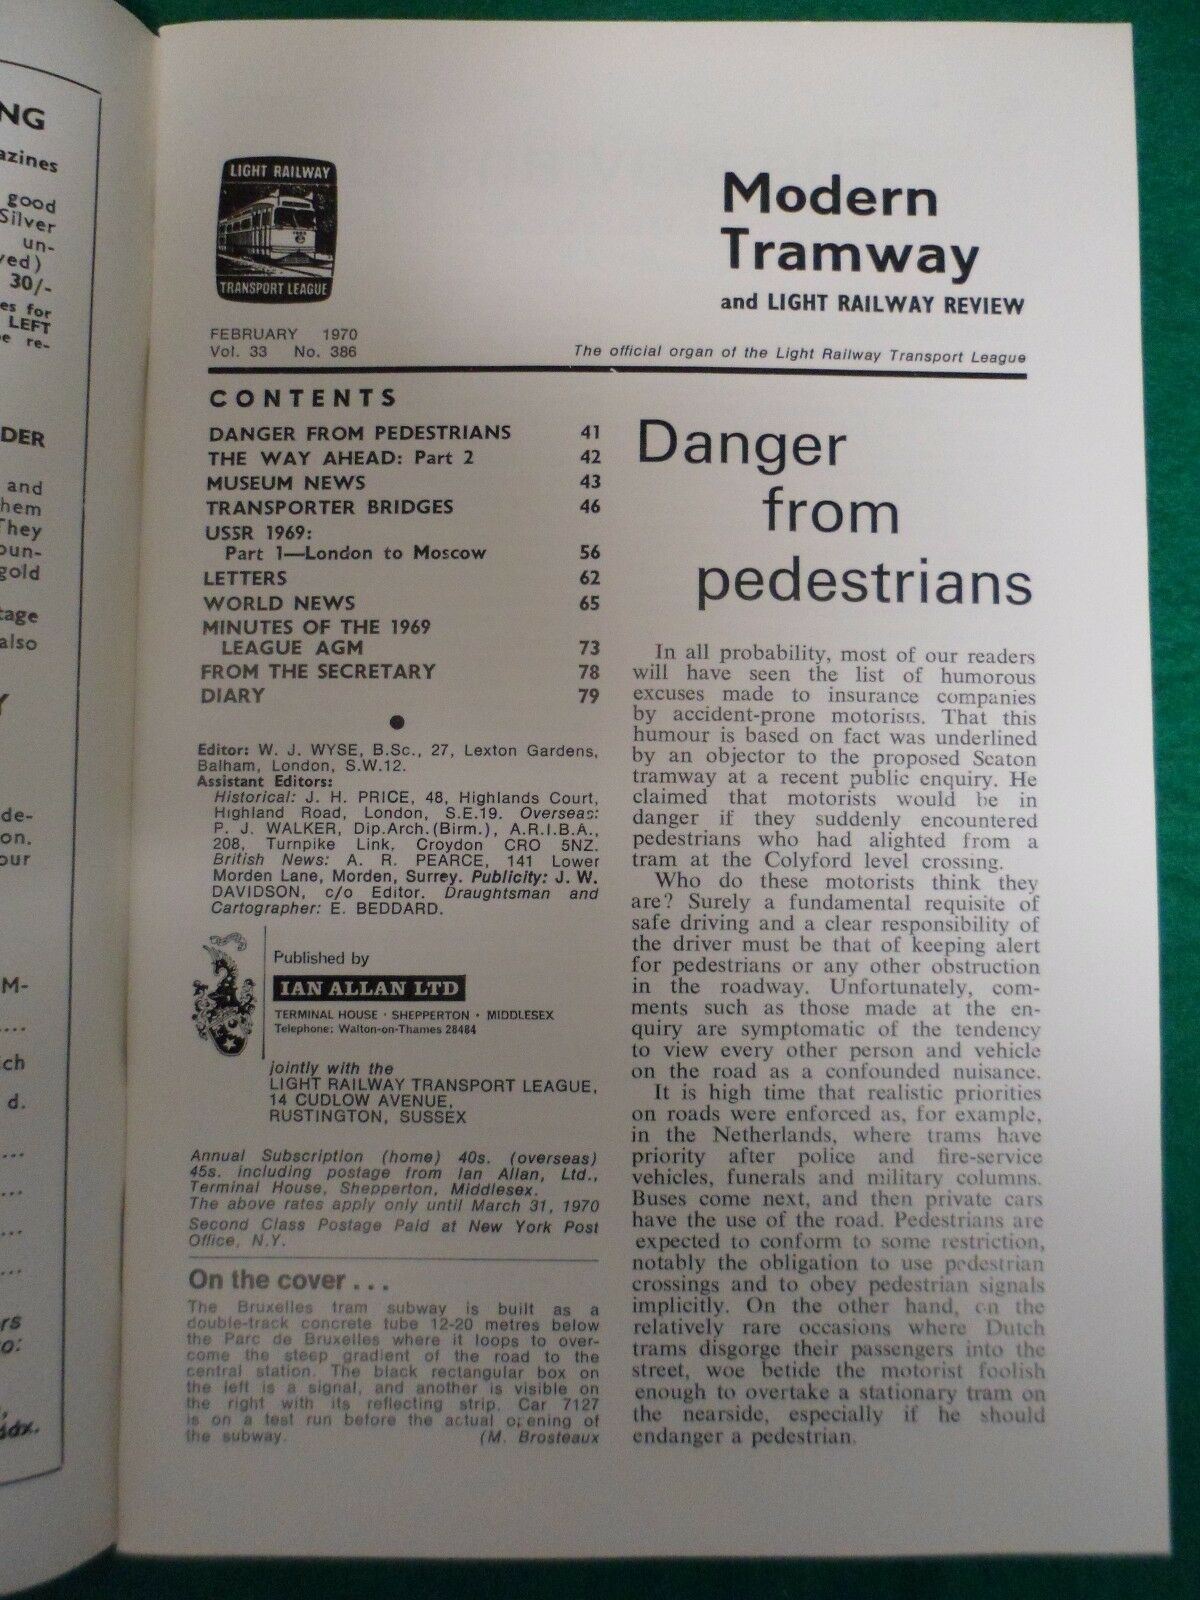 NG
azines
good
Silver
un-
ved)
30/-
es for
LEFT
e re-
DER
and
hem
They
oun-
gold
tage
also
Y
de-
on.
our
M-
....
ch
d.
...
...
...
...
rs
o:
LIGHT RAILWAY
TRANSPORT LEAGUE
Modern
Tramway
and LIGHT RAILWAY REVIEW
FEBRUARY 1970
Vol. 33 No. 386
The official organ of the Light Railway Transport League
CONTENTS
DANGER FROM PEDESTRIANS 41
THE WAY AHEAD: Part 2 42
MUSEUM NEWS 43
TRANSPORTER BRIDGES 46
USSR 1969:
Part 1—London to Moscow 56
LETTERS 62
WORLD NEWS 65
MINUTES OF THE 1969
LEAGUE AGM 73
FROM THE SECRETARY 78
DIARY 79
Editor: W. J. WYSE, B.Sc., 27, Lexton Gardens,
Balham, London, S.W.12.
Assistant Editors:
Historical: J. H. PRICE, 48, Highlands Court,
Highland Road, London, S.E.19. Overseas:
P. J. WALKER, Dip.Arch.(Birm.), A.R.I.B.A.,
208, Turnpike Link, Croydon CRO 5NZ.
British News: A. R. PEARCE, 141 Lower
Morden Lane, Morden, Surrey. Publicity: J. W.
DAVIDSON, c/o Editor. Draughtsman and
Cartographer: E. BEDDARD.
Published by
IAN ALLAN LTD
TERMINAL HOUSE · SHEPPERTON · MIDDLESEX
Telephone: Walton-on-Thames 28484
jointly with the
LIGHT RAILWAY TRANSPORT LEAGUE,
14 CUDLOW AVENUE,
RUSTINGTON, SUSSEX
Annual Subscription (home) 40s. (overseas)
45s. including postage from Ian Allan, Ltd.,
Terminal House, Shepperton, Middlesex.
The above rates apply only until March 31, 1970
Second Class Postage Paid at New York Post
Office, N.Y.
On the cover . . .
The Bruxelles tram subway is built as a
double-track concrete tube 12-20 metres below
the Parc de Bruxelles where it loops to over-
come the steep gradient of the road to the
central station. The black rectangular box on
the left is a signal, and another is visible on
the right with its reflecting strip. Car 7127
is on a test run before the actual opening of
the subway. (M. Brosteaux
Danger
from
pedestrians
In all probability, most of our readers
will have seen the list of humorous
excuses made to insurance companies
by accident-prone motorists. That this
humour is based on fact was underlined
by an objector to the proposed Seaton
tramway at a recent public enquiry. He
claimed that motorists would be in
danger if they suddenly encountered
pedestrians who had alighted from a
tram at the Colyford level crossing.
Who do these motorists think they
are? Surely a fundamental requisite of
safe driving and a clear responsibility of
the driver must be that of keeping alert
for pedestrians or any other obstruction
in the roadway. Unfortunately, com-
ments such as those made at the en-
quiry are symptomatic of the tendency
to view every other person and vehicle
on the road as a confounded nuisance.
It is high time that realistic priorities
on roads were enforced as, for example,
in the Netherlands, where trams have
priority after police and fire-service
vehicles, funerals and military columns.
Buses come next, and then private cars
have the use of the road. Pedestrians are
expected to conform to some restriction,
notably the obligation to use pedestrian
crossings and to obey pedestrian signals
implicitly. On the other hand, on the
relatively rare occasions where Dutch
trams disgorge their passengers into the
street, woe betide the motorist foolish
enough to overtake a stationary tram on
the nearside, especially if he should
endanger a pedestrian.